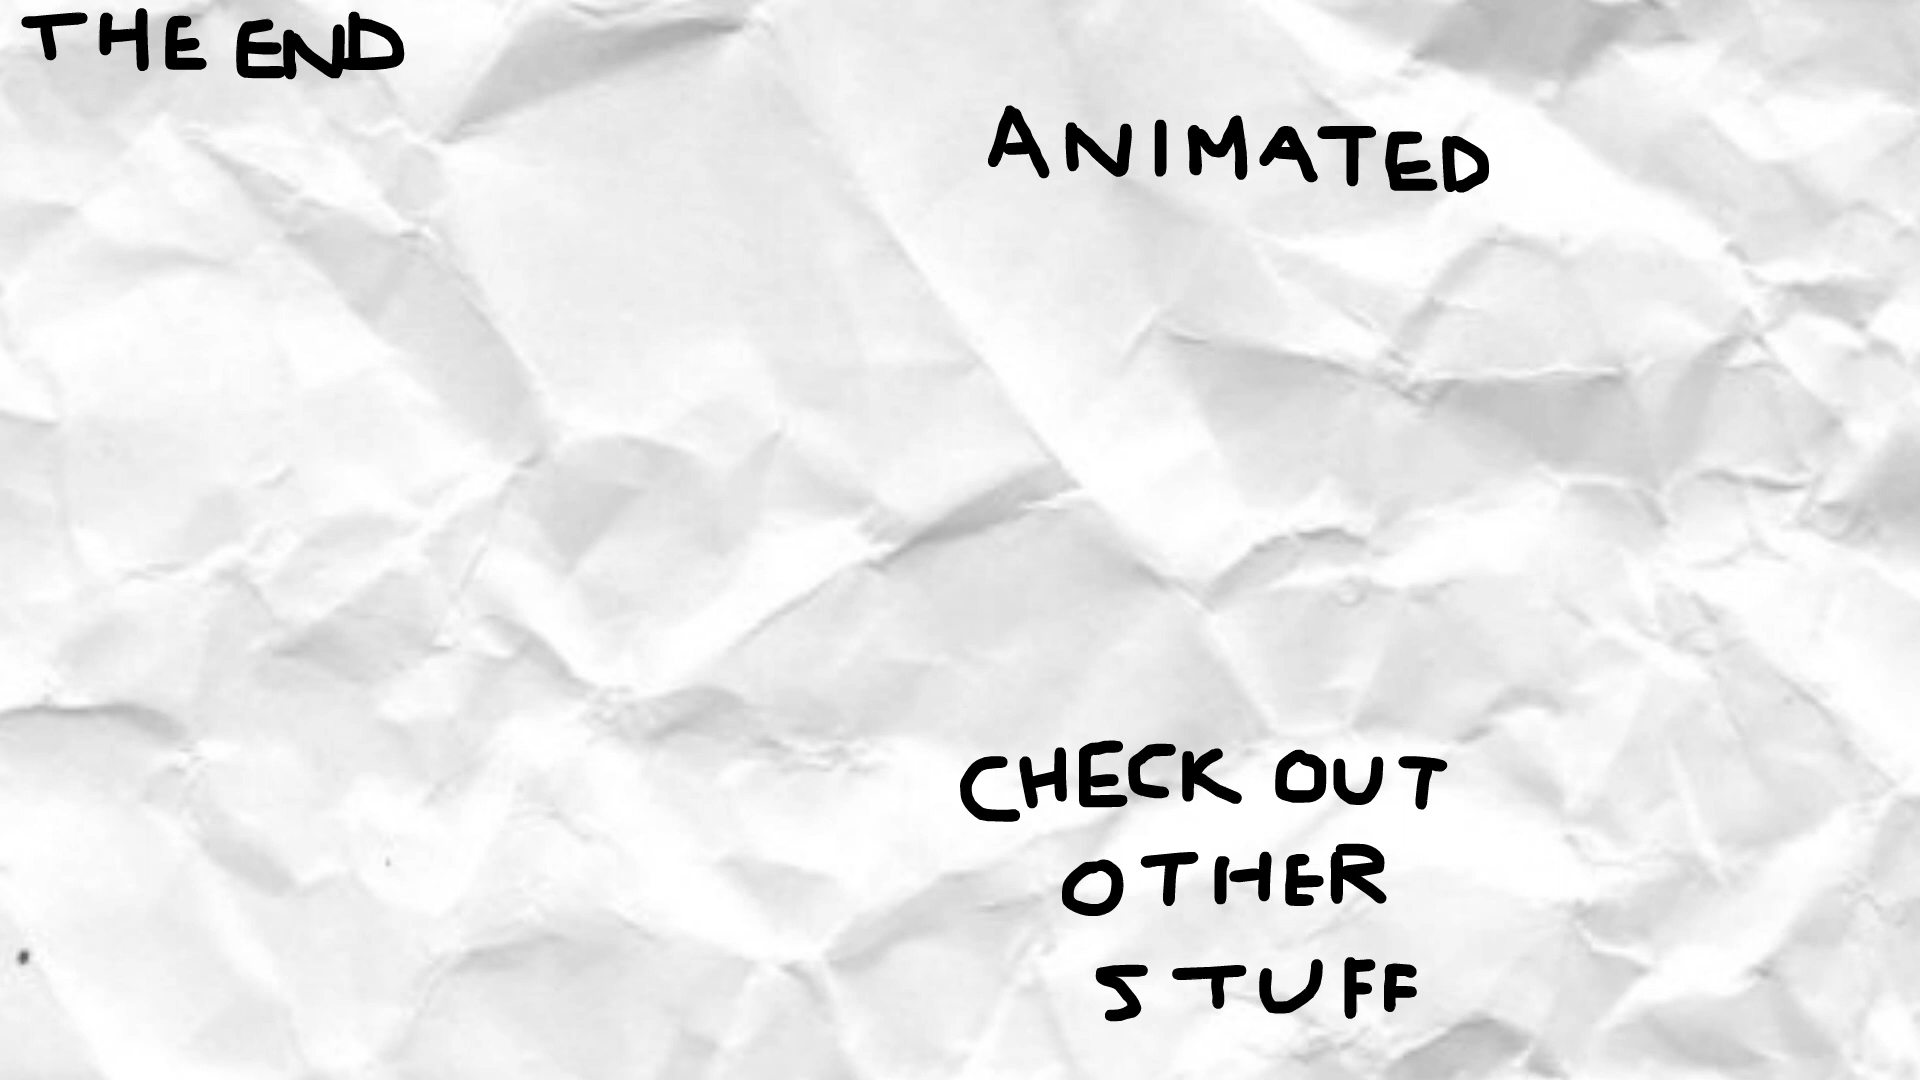 THE END
ANIMATED
CHECK OUT
OTHER
STUFF